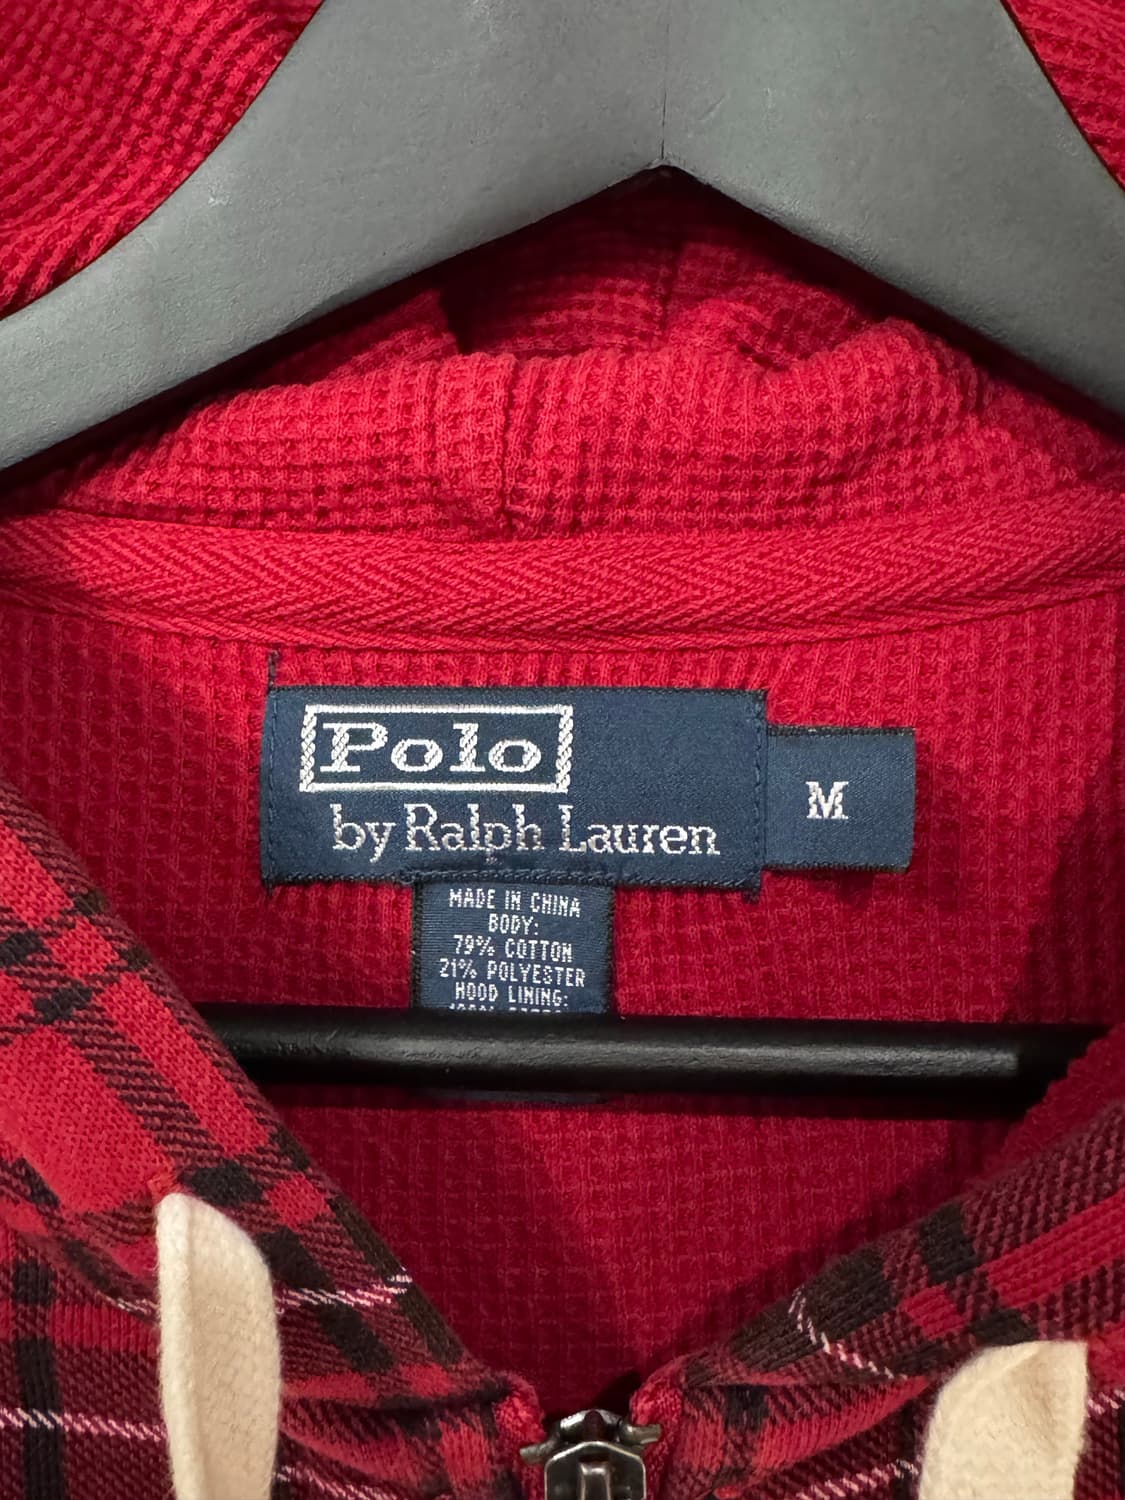 Polo
by Ralph Lauren
M
MADE IN CHINA
BODY:
79% COTTON
21% POLYESTER
HOOD LINING: